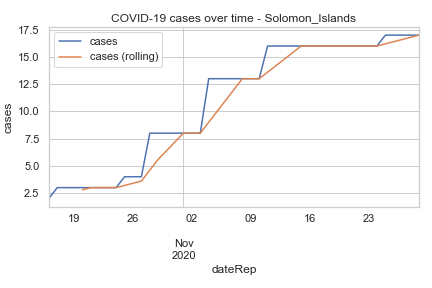 COVID-19 cases over time - Solomon_Islands
cases
cases (rolling)
17.5
15.0
12.5
10.0
7.5
5.0
2.5
cases
19 26 02 09 16 23
Nov
2020
dateRep